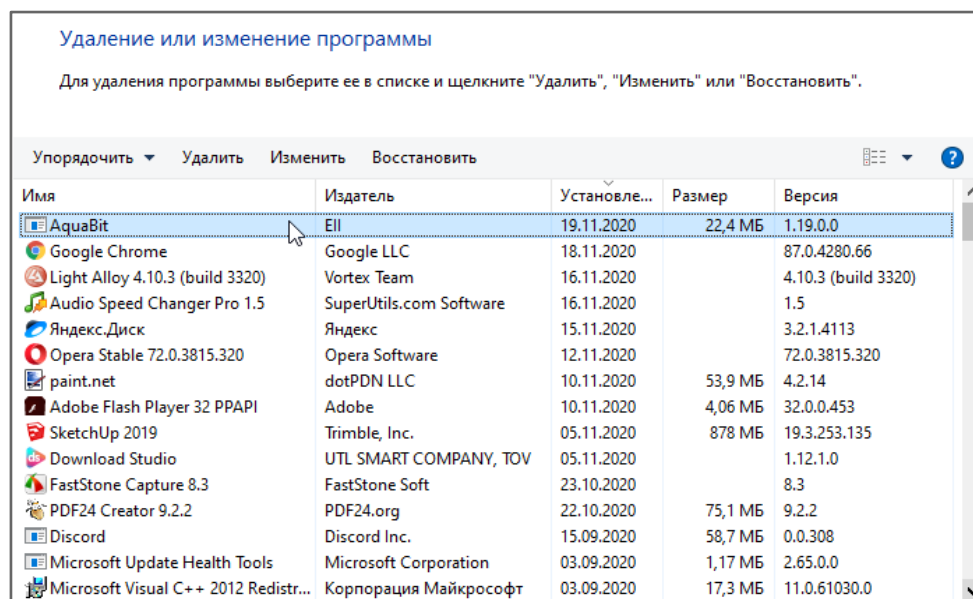 Удаление или изменение программы
Для удаления программы выберите ее в списке и щелкните "Удалить", "Изменить" или "Восстановить".
Упорядочить Удалить Изменить Восстановить ?
Имя Издатель Установле... Размер Версия
AquaBit Ell 19.11.2020 22,4 МБ 1.19.0.0
Google Chrome Google LLC 18.11.2020 87.0.4280.66
Light Alloy 4.10.3 (build 3320) Vortex Team 16.11.2020 4.10.3 (build 3320)
Audio Speed Changer Pro 1.5 SuperUtils.com Software 16.11.2020 1.5
Яндекс.Диск Яндекс 15.11.2020 3.2.1.4113
Opera Stable 72.0.3815.320 Opera Software 12.11.2020 72.0.3815.320
paint.net dotPDN LLC 10.11.2020 53,9 МБ 4.2.14
Adobe Flash Player 32 PPAPI Adobe 10.11.2020 4,06 МБ 32.0.0.453
SketchUp 2019 Trimble, Inc. 05.11.2020 878 МБ 19.3.253.135
ds Download Studio UTL SMART COMPANY, TOV 05.11.2020 1.12.1.0
FastStone Capture 8.3 FastStone Soft 23.10.2020 8.3
PDF24 Creator 9.2.2 PDF24.org 22.10.2020 75,1 МБ 9.2.2
Discord Discord Inc. 15.09.2020 58,7 МБ 0.0.308
Microsoft Update Health Tools Microsoft Corporation 03.09.2020 1,17 МБ 2.65.0.0
Microsoft Visual C++ 2012 Redistr... Корпорация Майкрософт 03.09.2020 17,3 МБ 11.0.61030.0